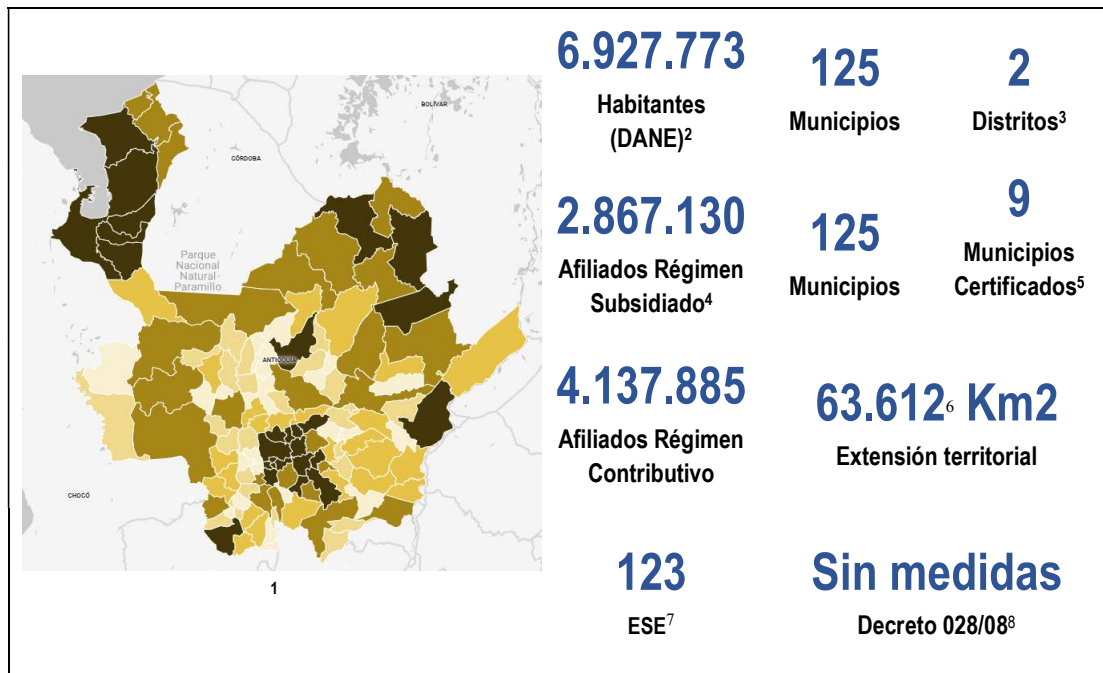 BOLÍVAR
CÓRDOBA
Parque
Nacional
Natural
Paramillo
ANTIOQUIA
CHOCÓ
1
6.927.773
Habitantes
(DANE)²
125
Municipios
2
Distritos³
2.867.130
Afiliados Régimen
Subsidiado⁴
125
Municipios
9
Municipios
Certificados⁵
4.137.885
Afiliados Régimen
Contributivo
63.612⁶ Km2
Extensión territorial
123
ESE⁷
Sin medidas
Decreto 028/08⁸